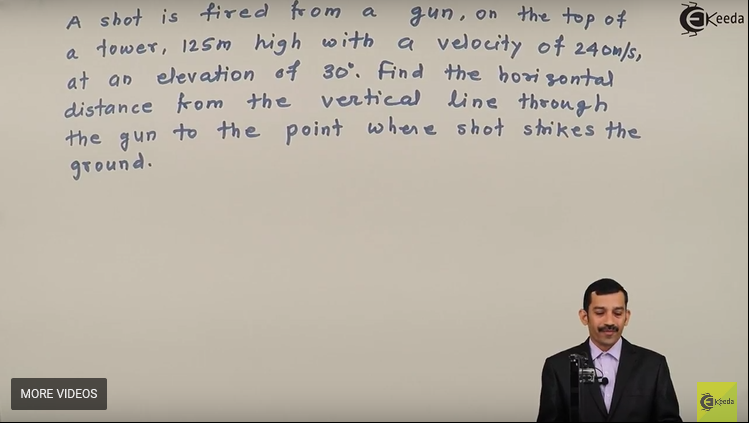 A shot is fired from a gun, on the top of
a tower, 125m high with a velocity of 240m/s,
at an elevation of 30°. Find the horizontal
distance from the vertical line through
the gun to the point where shot strikes the
ground.
EKeeda
MORE VIDEOS
EKeeda